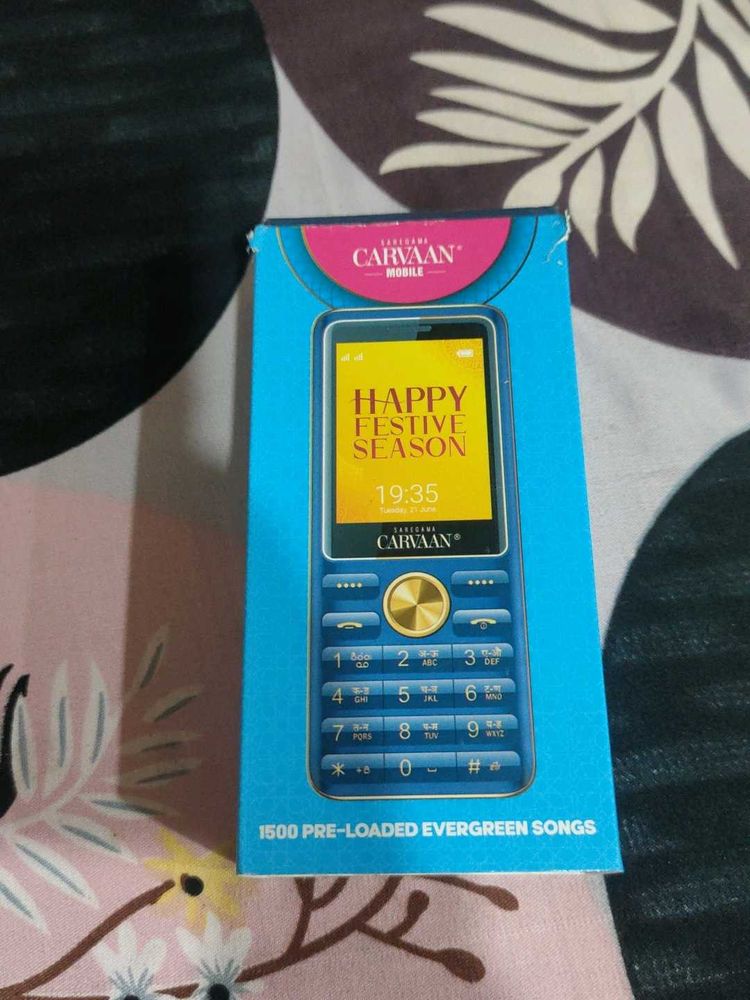 SAREGAMA
CARVAAN®
MOBILE
HAPPY
FESTIVE
SEASON
19:35
Tuesday, 21 June
SAREGAMA
CARVAAN®
1 2 अ-ऊ ABC 3 ए-औ DEF
4 क-ङ GHI 5 च-ञ JKL 6 ट-ण MNO
7 त-न PQRS 8 प-म TUV 9 य-ह WXYZ
* 0 #
1500 PRE-LOADED EVERGREEN SONGS